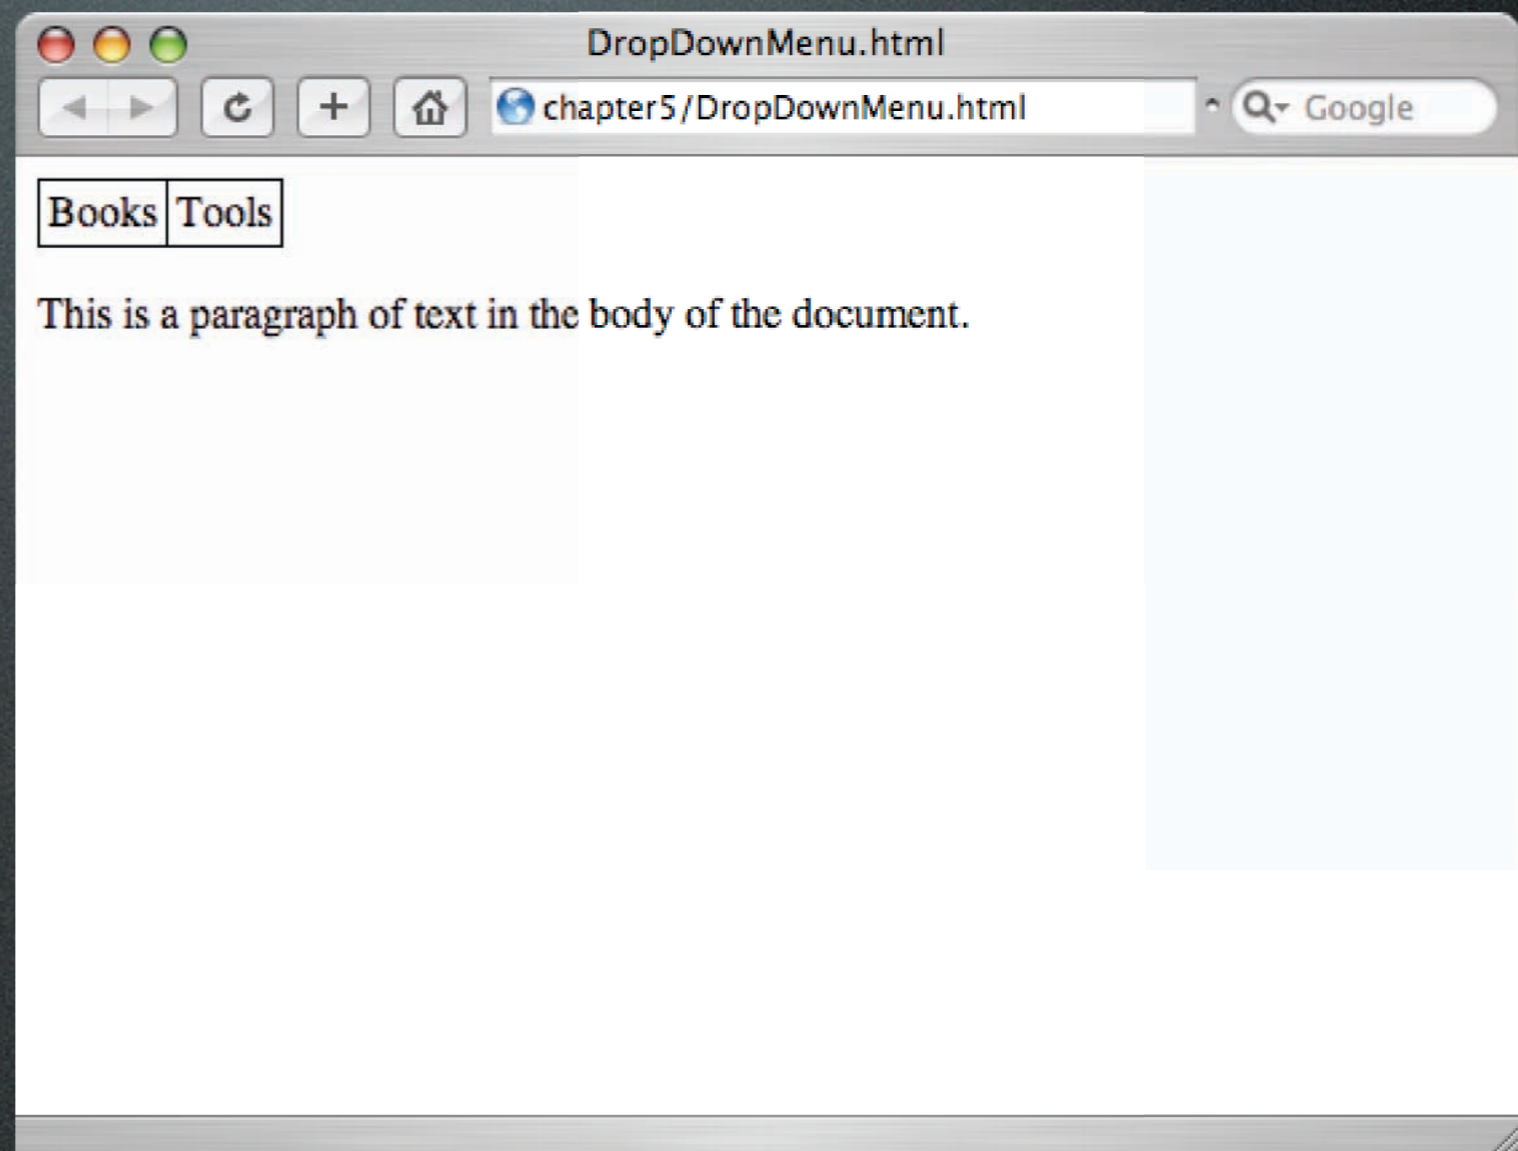 DropDownMenu.html
chapter5/DropDownMenu.html
Google
Books Tools
This is a paragraph of text in the body of the document.